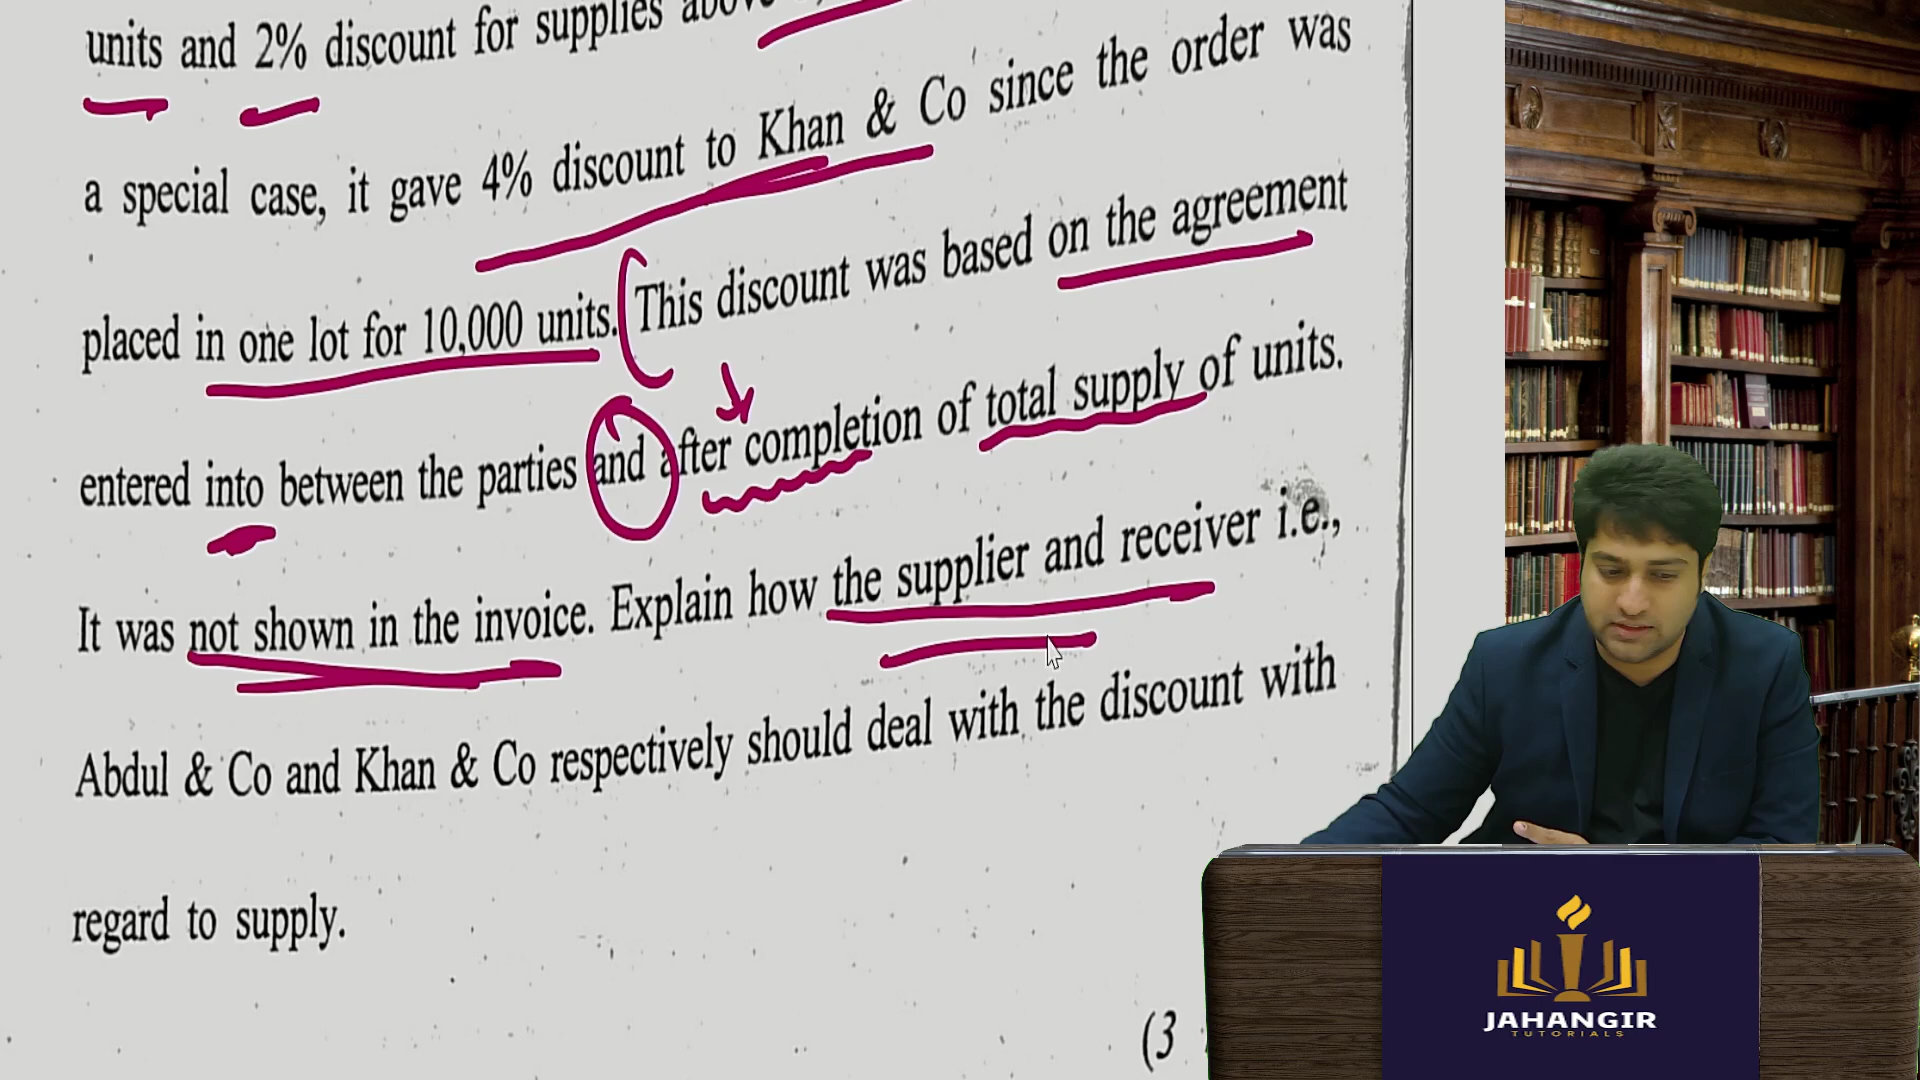 units and 2% discount for supplies above
a special case, it gave 4% discount to Khan & Co since the order was
placed in one lot for 10,000 units. This discount was based on the agreement
entered into between the parties and after completion of total supply of units.
It was not shown in the invoice. Explain how the supplier and receiver i.e.,
Abdul & Co and Khan & Co respectively should deal with the discount with
regard to supply.
(3
JAHANGIR
TUTORIALS